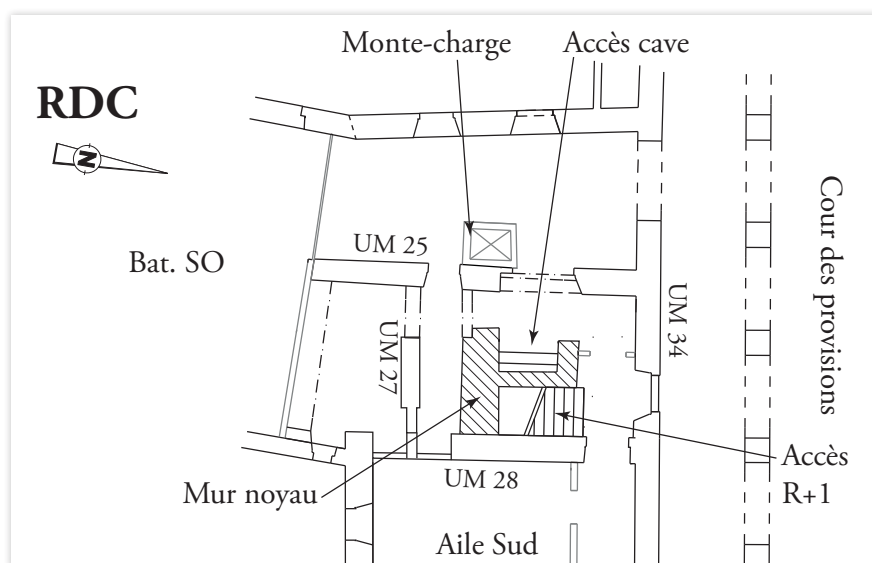 Monte-charge
Accès cave
RDC
N
Bat. SO
UM 25
UM 27
UM 34
Cour des provisions
Mur noyau
UM 28
Accès
R+1
Aile Sud